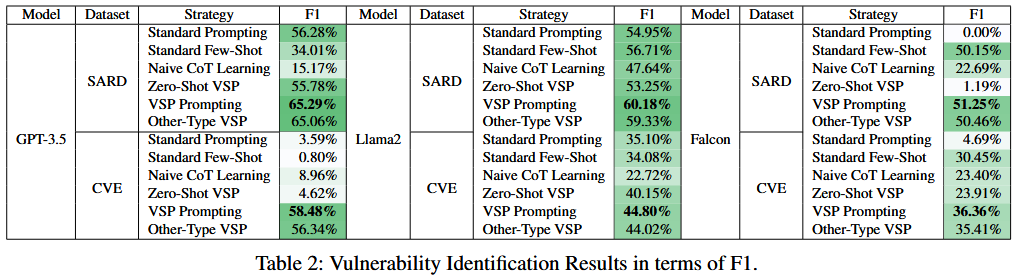 Model Dataset Strategy F1 Model Dataset Strategy F1 Model Dataset Strategy F1
Standard Prompting 56.28% Standard Prompting 54.95% Standard Prompting 0.00%
Standard Few-Shot 34.01% Standard Few-Shot 56.71% Standard Few-Shot 50.15%
Naive CoT Learning 15.17% Naive CoT Learning 47.64% Naive CoT Learning 22.69%
SARD SARD SARD
Zero-Shot VSP 55.78% Zero-Shot VSP 53.25% Zero-Shot VSP 1.19%
VSP Prompting 65.29% VSP Prompting 60.18% VSP Prompting 51.25%
Other-Type VSP 65.06% Other-Type VSP 59.33% Other-Type VSP 50.46%
GPT-3.5 Standard Prompting 3.59% Llama2 Standard Prompting 35.10% Falcon Standard Prompting 4.69%
Standard Few-Shot 0.80% Standard Few-Shot 34.08% Standard Few-Shot 30.45%
Naive CoT Learning 8.96% Naive CoT Learning 22.72% Naive CoT Learning 23.40%
CVE CVE CVE
Zero-Shot VSP 4.62% Zero-Shot VSP 40.15% Zero-Shot VSP 23.91%
VSP Prompting 58.48% VSP Prompting 44.80% VSP Prompting 36.36%
Other-Type VSP 56.34% Other-Type VSP 44.02% Other-Type VSP 35.41%
Table 2: Vulnerability Identification Results in terms of F1.